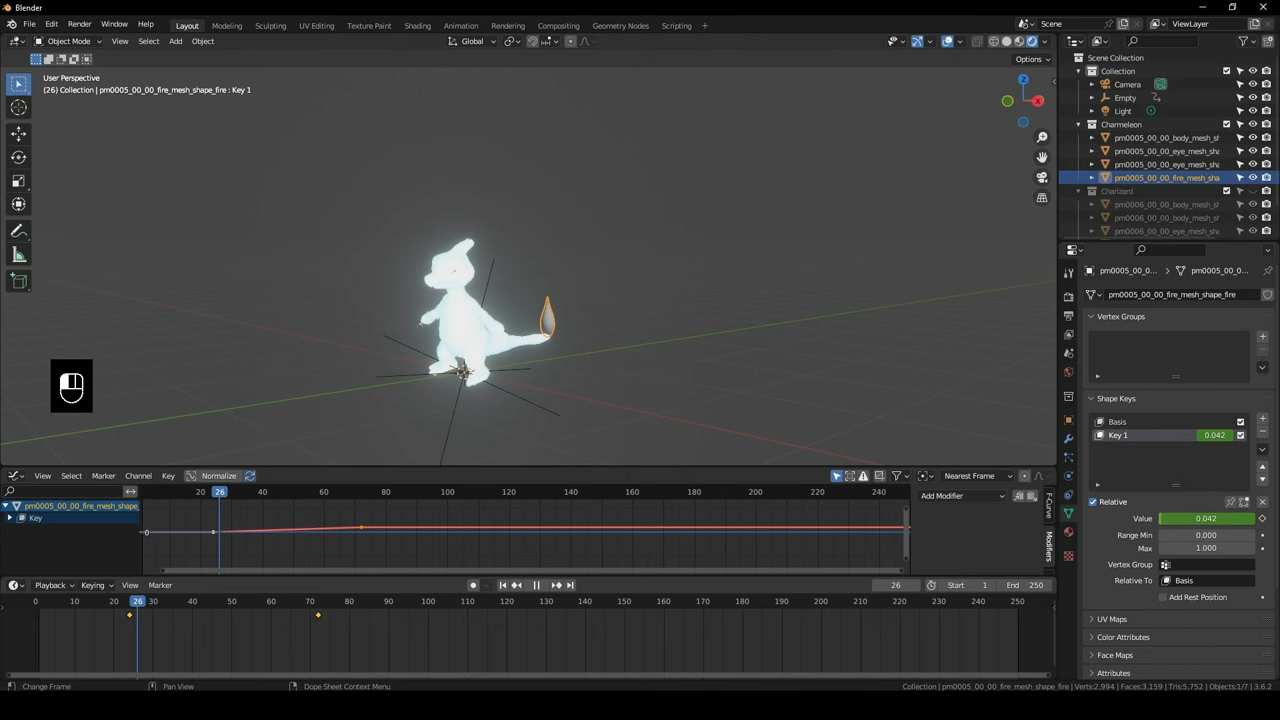 Blender
File Edit Render Window Help Layout Modeling Sculpting UV Editing Texture Paint Shading Animation Rendering Compositing Geometry Nodes Scripting + Scene ViewLayer
Object Mode View Select Add Object Global
Options
User Perspective
(26) Collection | pm0005_00_00_fire_mesh_shape_fire : Key 1
Z
X
Scene Collection
Collection
Camera
Empty
Light
Charmeleon
pm0005_00_00_body_mesh_sh
pm0005_00_00_eye_mesh_sha
pm0005_00_00_eye_mesh_sha
pm0005_00_00_fire_mesh_sha
Charizard
pm0006_00_00_body_mesh_sh
pm0006_00_00_body_mesh_sh
pm0006_00_00_eye_mesh_sha
pm0005_00_0... pm0005_00_0...
pm0005_00_00_fire_mesh_shape_fire
Vertex Groups
Shape Keys
Basis
Key 1 0.042
Relative
Value 0.042
Range Min 0.000
Max 1.000
Vertex Group
Relative To Basis
Add Rest Position
UV Maps
Color Attributes
Face Maps
Attributes
View Select Marker Channel Key Normalize Nearest Frame
20 26 40 60 80 100 120 140 160 180 200 220 240
pm0005_00_00_fire_mesh_shape_
Key
0
Add Modifier
F-Curve
Modifiers
Playback Keying View Marker 26 Start 1 End 250
0 10 20 26 30 40 50 60 70 80 90 100 110 120 130 140 150 160 170 180 190 200 210 220 230 240 250
Change Frame Pan View Dope Sheet Context Menu Collection | pm0005_00_00_fire_mesh_shape_fire | Verts:2,994 | Faces:3,159 | Tris:5,752 | Objects:1/7 | 3.6.2